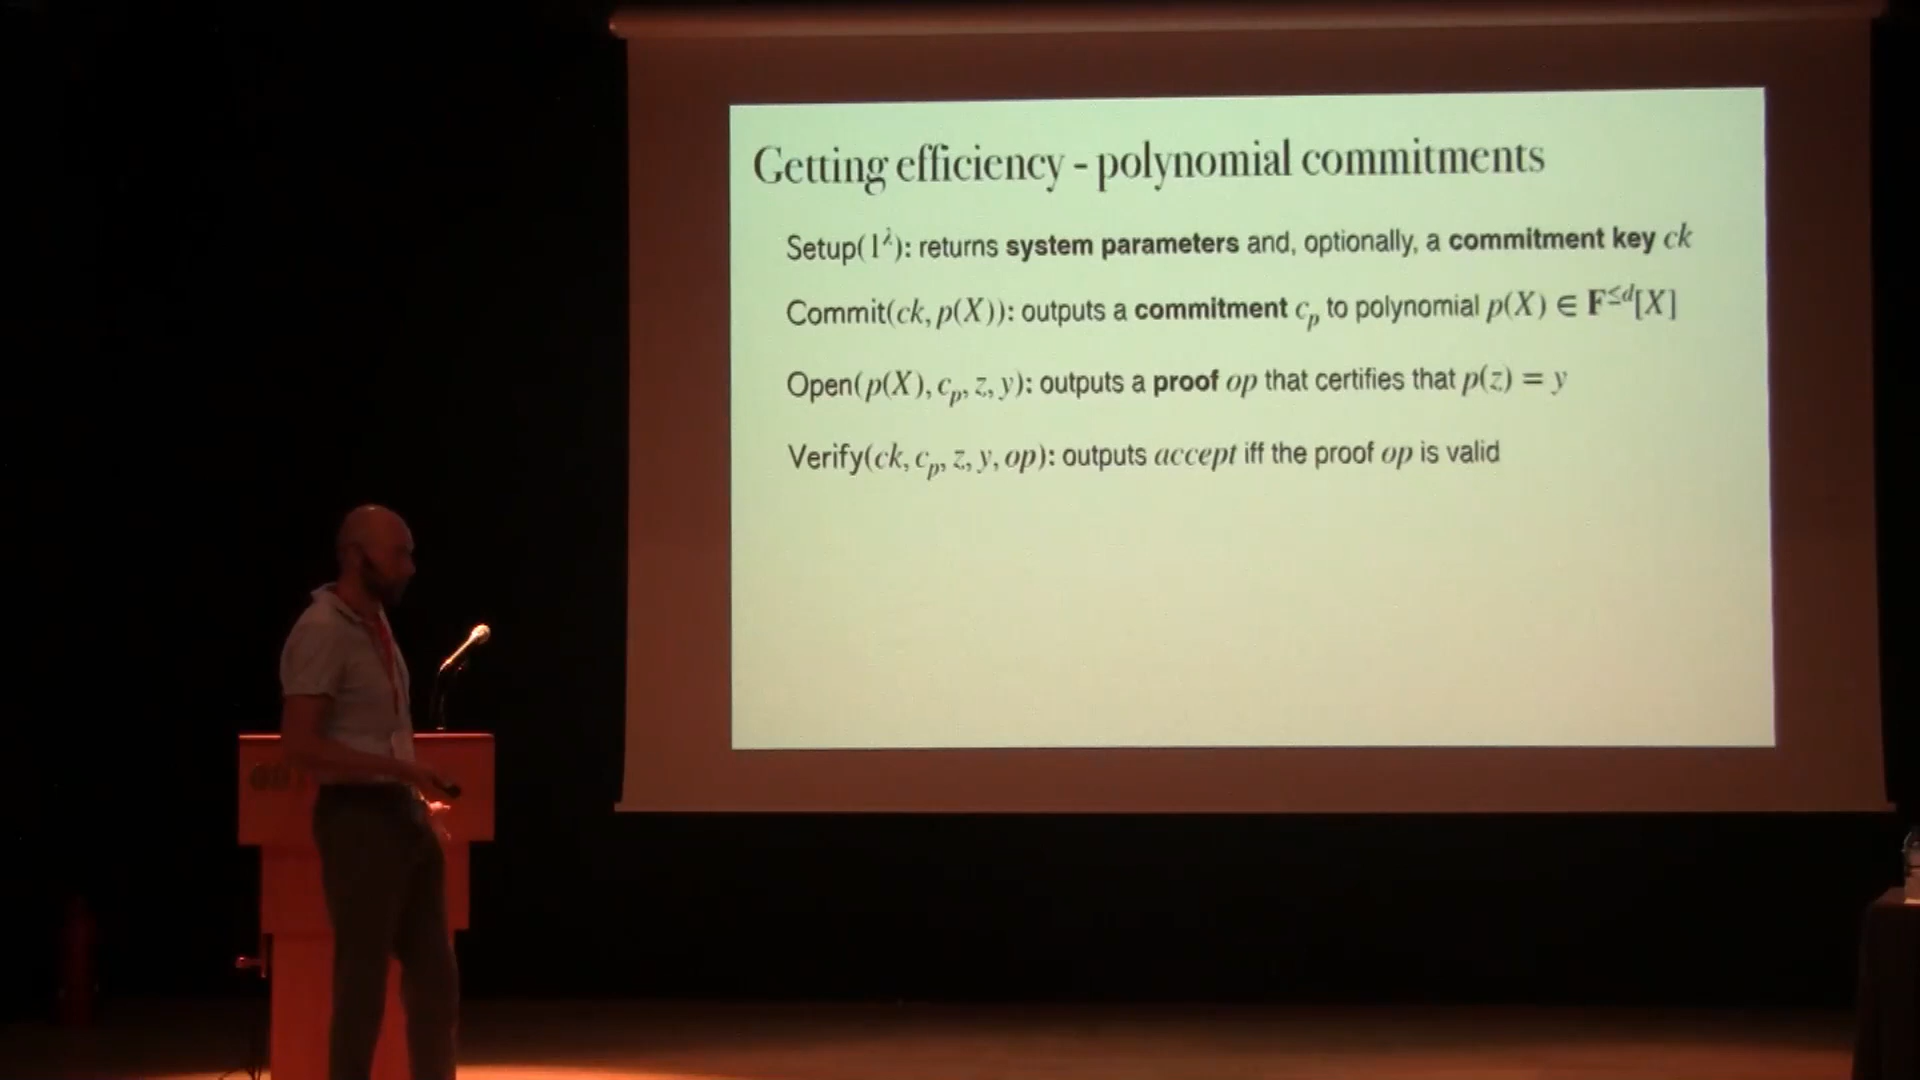 Getting efficiency - polynomial commitments
Setup(1^λ): returns system parameters and, optionally, a commitment key ck
Commit(ck, p(X)): outputs a commitment c_p to polynomial p(X) ∈ F^≤d[X]
Open(p(X), c_p, z, y): outputs a proof op that certifies that p(z) = y
Verify(ck, c_p, z, y, op): outputs accept iff the proof op is valid